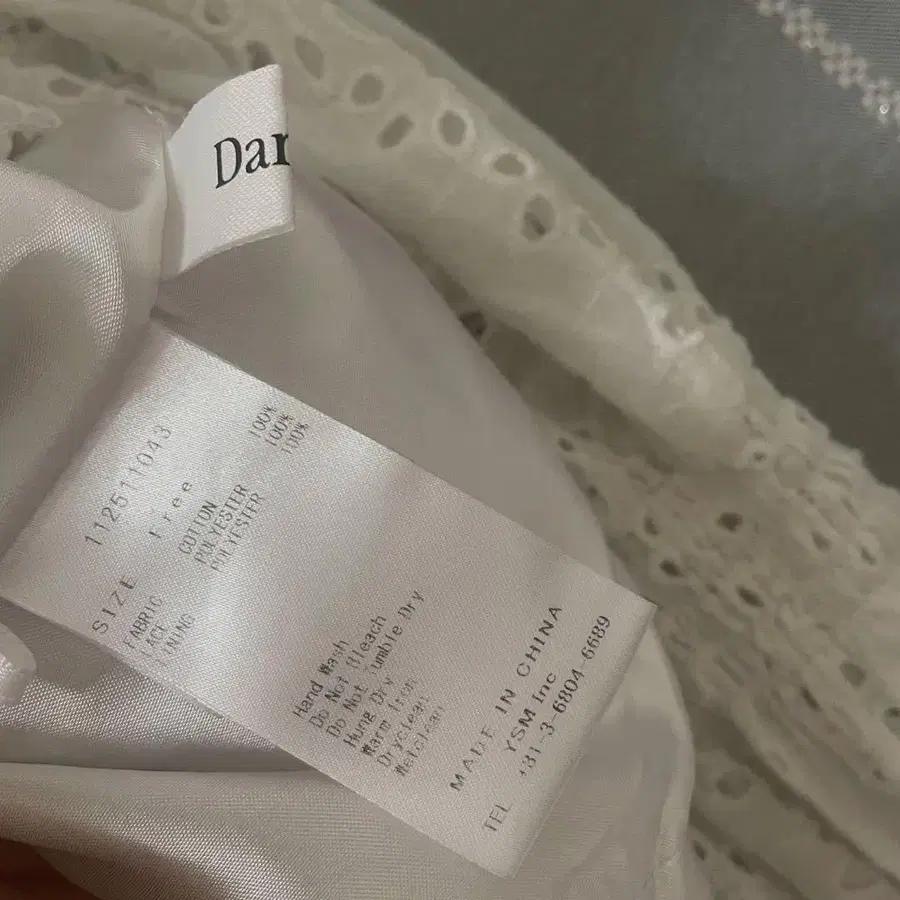 Dar
112511043
SIZE Free
FABRIC COTTON 100%
LACE POLYESTER 100%
LINING POLYESTER 100%
Hand Wash
Do Not Bleach
Do Not Tumble Dry
Hung Dry
Warm Iron
Dryclean
Wetclean
MADE IN CHINA
YSM Inc
TEL +31-3-6804-6689